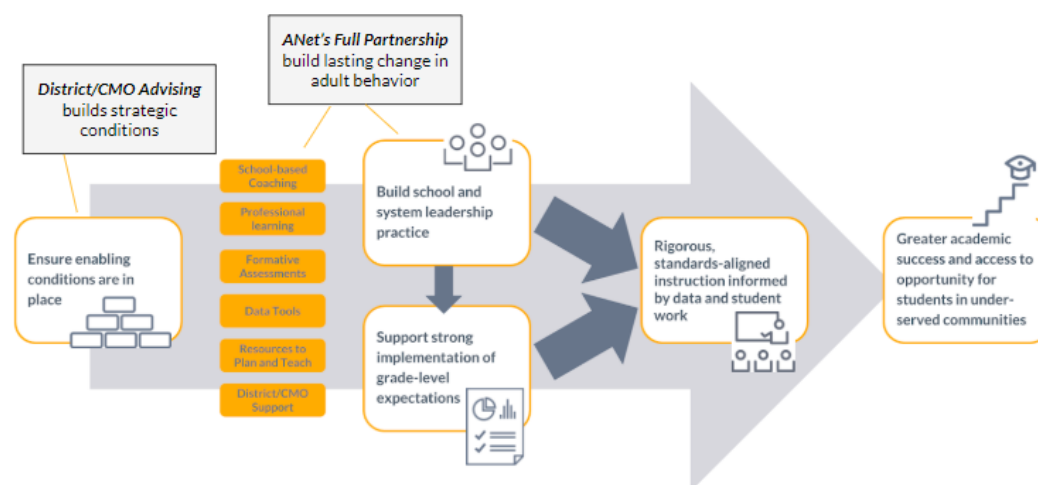 ANet's Full Partnership
build lasting change in
adult behavior
District/CMO Advising
builds strategic
conditions
School-based
Coaching
Professional
learning
Formative
Assessments
Data Tools
Resources to
Plan and Teach
District/CMO
Support
Ensure enabling
conditions are in
place
Build school and
system leadership
practice
Support strong
implementation of
grade-level
expectations
Rigorous,
standards-aligned
instruction informed
by data and student
work
Greater academic
success and access to
opportunity for
students in under-
served communities